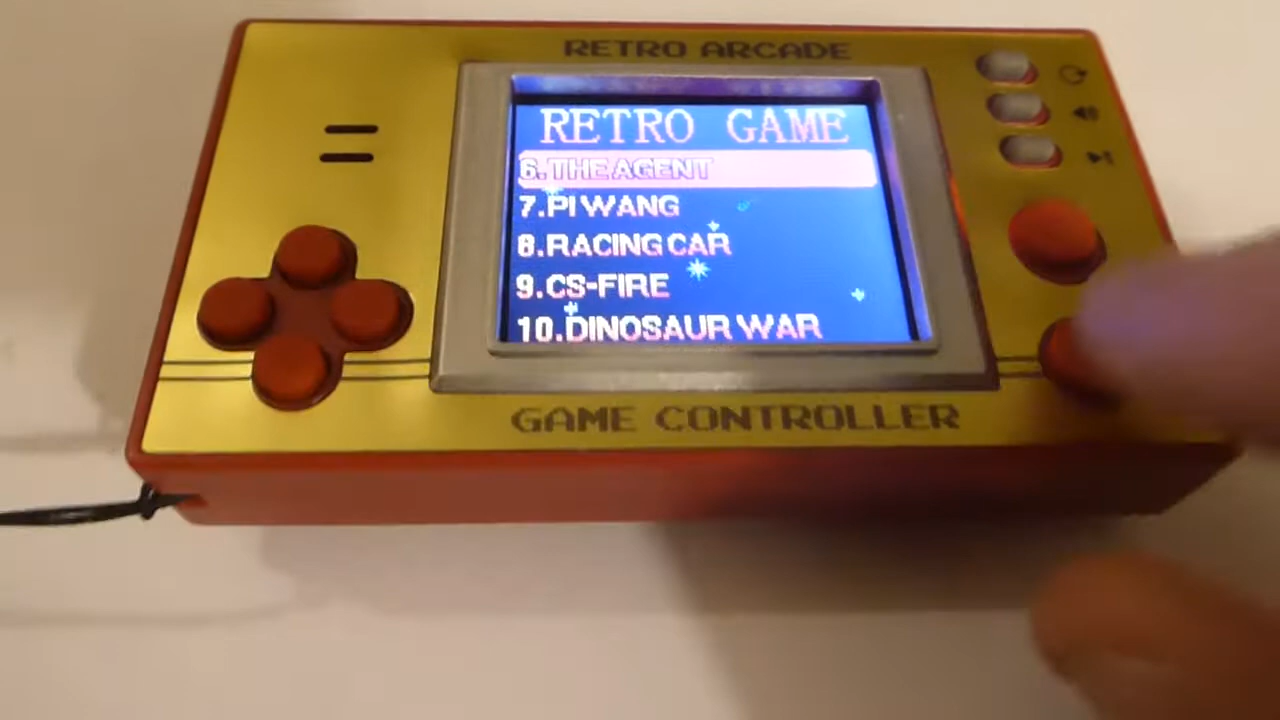 RETRO ARCADE
RETRO GAME
6.THE AGENT
7.PI WANG
8.RACING CAR
9.CS-FIRE
10.DINOSAUR WAR
GAME CONTROLLER